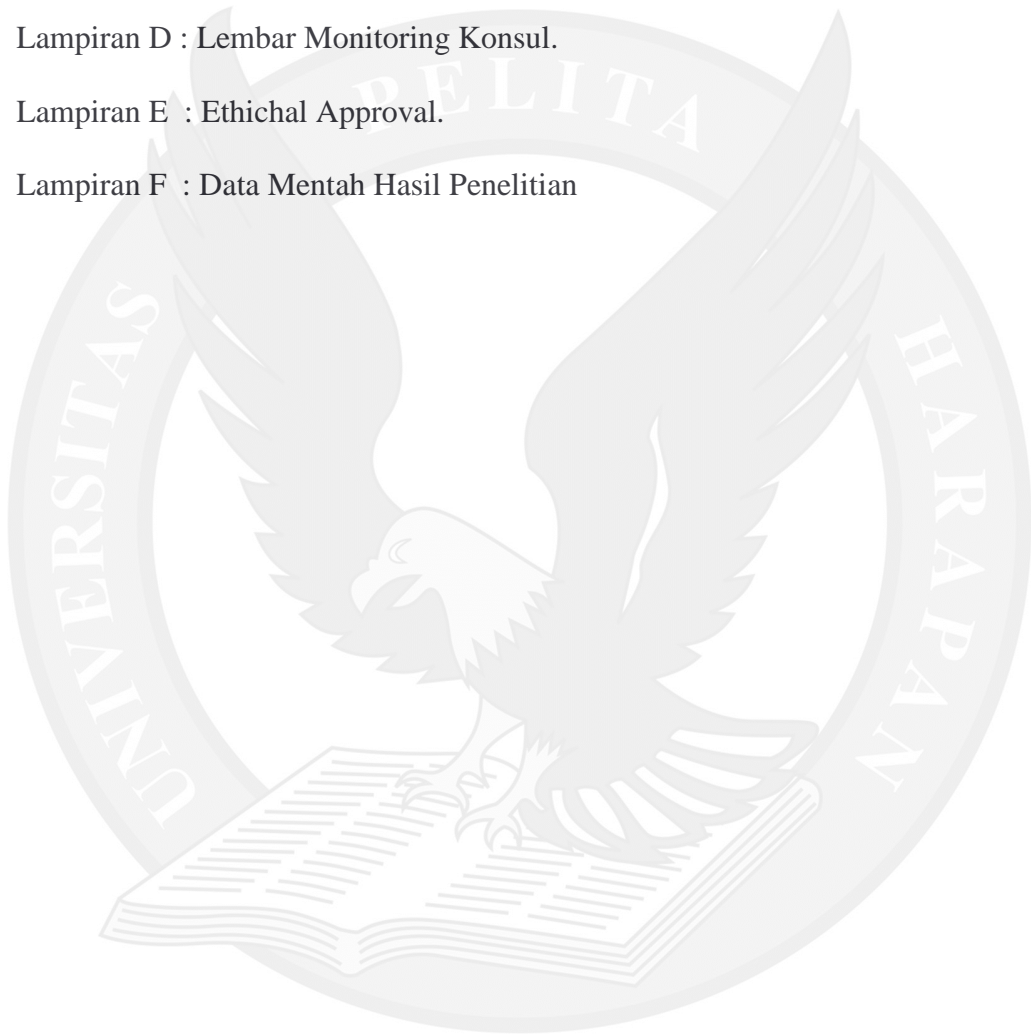 Lampiran D : Lembar Monitoring Konsul.
Lampiran E : Ethichal Approval.
Lampiran F : Data Mentah Hasil Penelitian
UNIVERSITAS PELITA HARAPAN